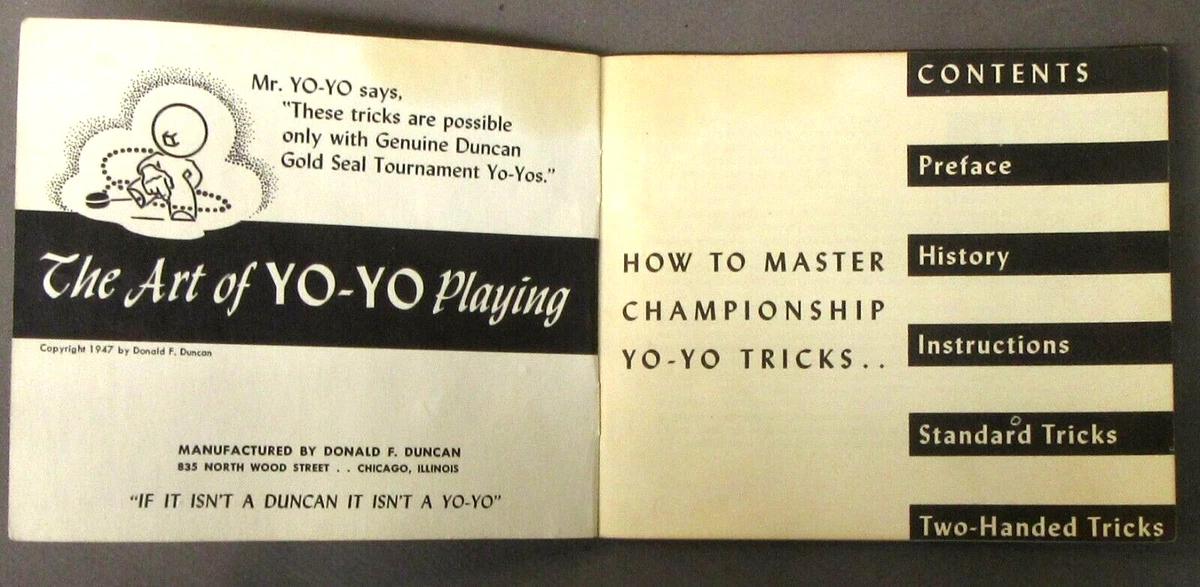 Mr. YO-YO says,
"These tricks are possible
only with Genuine Duncan
Gold Seal Tournament Yo-Yos."
The Art of YO-YO Playing
Copyright 1947 by Donald F. Duncan
MANUFACTURED BY DONALD F. DUNCAN
835 NORTH WOOD STREET . . CHICAGO, ILLINOIS
"IF IT ISN'T A DUNCAN IT ISN'T A YO-YO"
HOW TO MASTER
CHAMPIONSHIP
YO-YO TRICKS..
CONTENTS
Preface
History
Instructions
Standard Tricks
Two-Handed Tricks